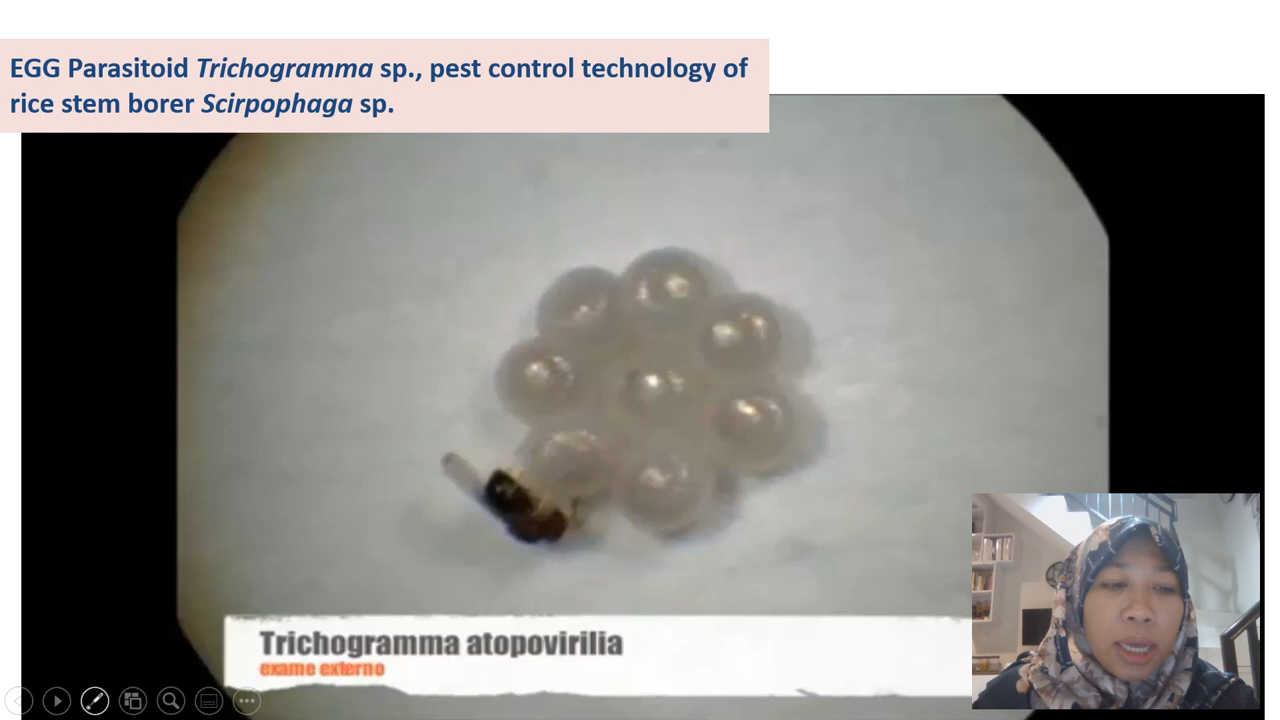 EGG Parasitoid Trichogramma sp., pest control technology of
rice stem borer Scirpophaga sp.
Trichogramma atopovirilia
exame externo